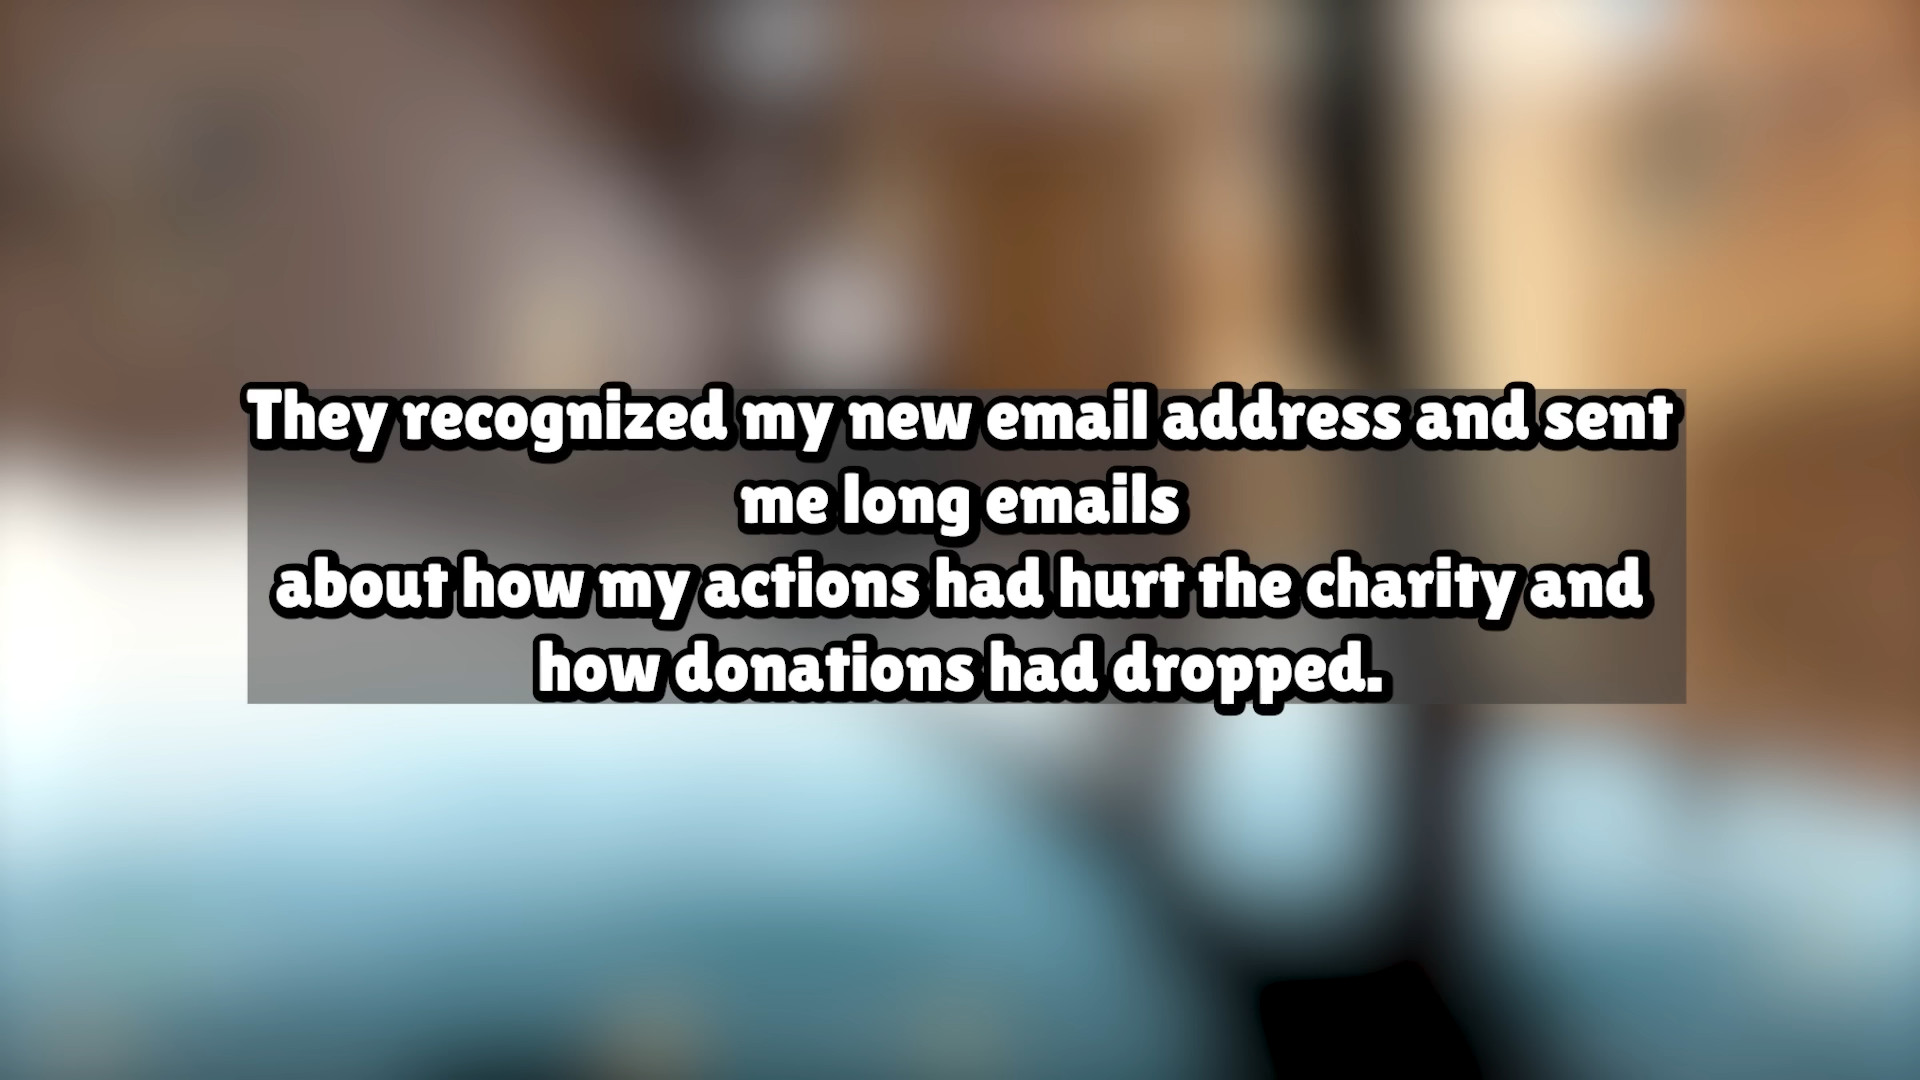 They recognized my new email address and sent
me long emails
about how my actions had hurt the charity and
how donations had dropped.